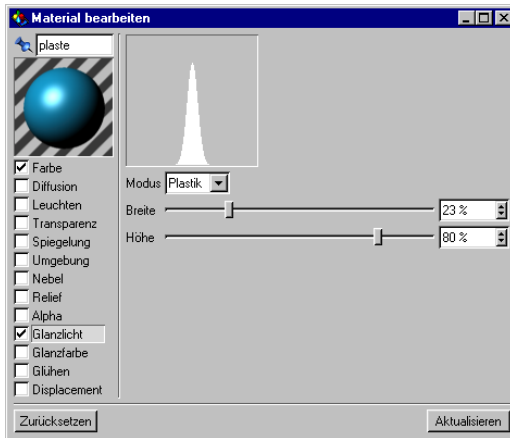 Material bearbeiten
plaste
Farbe
Diffusion
Leuchten
Transparenz
Spiegelung
Umgebung
Nebel
Relief
Alpha
Glanzlicht
Glanzfarbe
Glühen
Displacement
Modus Plastik
Breite 23 %
Höhe 80 %
Zurücksetzen Aktualisieren